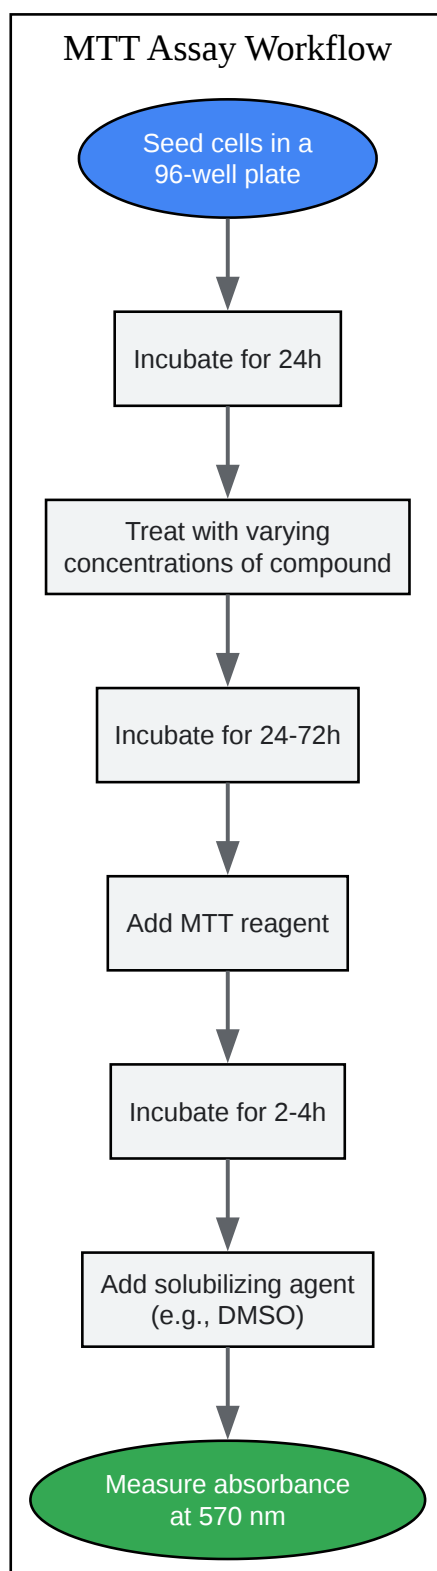 MTT Assay Workflow
Seed cells in a
96-well plate
Incubate for 24h
Treat with varying
concentrations of compound
Incubate for 24-72h
Add MTT reagent
Incubate for 2-4h
Add solubilizing agent
(e.g., DMSO)
Measure absorbance
at 570 nm